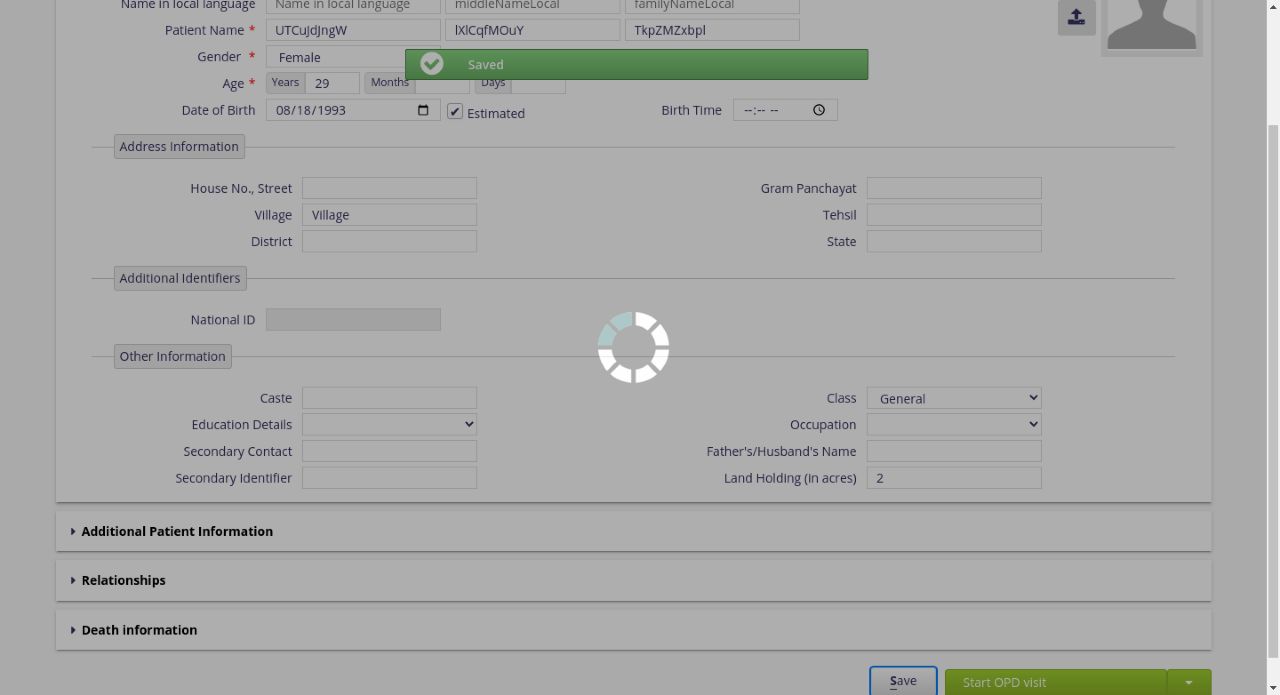 Name in local language Name in local language middleNameLocal familyNameLocal
Patient Name * UTCuJdJngW lXlCqfMOuY TkpZMZxbpl
Gender * Female
Saved
Age * Years 29 Months Days
Date of Birth 08/18/1993 Estimated Birth Time --:-- --
Address Information
House No., Street Gram Panchayat
Village Village Tehsil
District State
Additional Identifiers
National ID
Other Information
Caste Class General
Education Details Occupation
Secondary Contact Father's/Husband's Name
Secondary Identifier Land Holding (in acres) 2
Additional Patient Information
Relationships
Death information
Save Start OPD visit